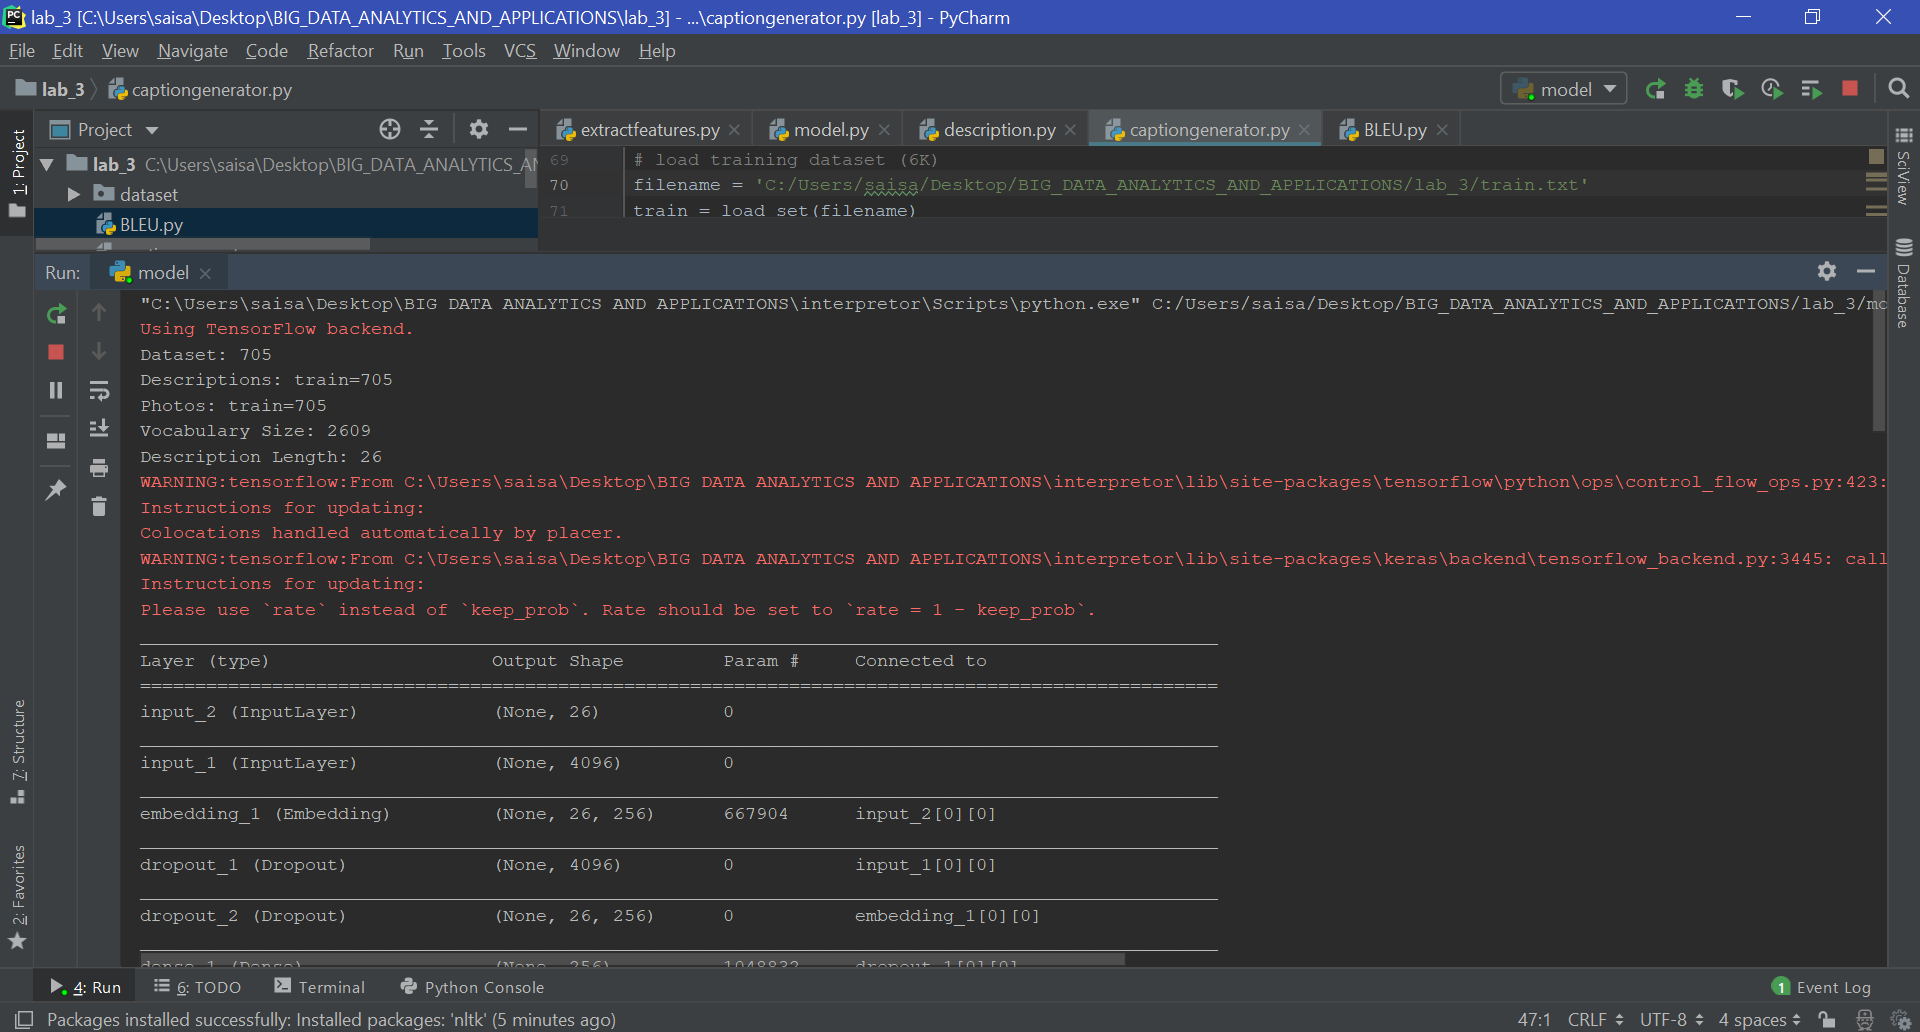 PC lab_3 [C:\Users\saisa\Desktop\BIG_DATA_ANALYTICS_AND_APPLICATIONS\lab_3] - ...\captiongenerator.py [lab_3] - PyCharm
File Edit View Navigate Code Refactor Run Tools VCS Window Help
lab_3 captiongenerator.py model
1: Project
Project
extractfeatures.py model.py description.py captiongenerator.py BLEU.py
lab_3 C:\Users\saisa\Desktop\BIG_DATA_ANALYTICS_A
dataset
BLEU.py
69 # load training dataset (6K)
70 filename = 'C:/Users/saisa/Desktop/BIG_DATA_ANALYTICS_AND_APPLICATIONS/lab_3/train.txt'
71 train = load_set(filename)
SciView
Database
Run: model
"C:\Users\saisa\Desktop\BIG DATA ANALYTICS AND APPLICATIONS\interpretor\Scripts\python.exe" C:/Users/saisa/Desktop/BIG_DATA_ANALYTICS_AND_APPLICATIONS/lab_3/mo
Using TensorFlow backend.
Dataset: 705
Descriptions: train=705
Photos: train=705
Vocabulary Size: 2609
Description Length: 26
WARNING:tensorflow:From C:\Users\saisa\Desktop\BIG DATA ANALYTICS AND APPLICATIONS\interpretor\lib\site-packages\tensorflow\python\ops\control_flow_ops.py:423:
Instructions for updating:
Colocations handled automatically by placer.
WARNING:tensorflow:From C:\Users\saisa\Desktop\BIG DATA ANALYTICS AND APPLICATIONS\interpretor\lib\site-packages\keras\backend\tensorflow_backend.py:3445: call
Instructions for updating:
Please use `rate` instead of `keep_prob`. Rate should be set to `rate = 1 - keep_prob`.
Layer (type) Output Shape Param # Connected to
input_2 (InputLayer) (None, 26) 0
input_1 (InputLayer) (None, 4096) 0
embedding_1 (Embedding) (None, 26, 256) 667904 input_2[0][0]
dropout_1 (Dropout) (None, 4096) 0 input_1[0][0]
dropout_2 (Dropout) (None, 26, 256) 0 embedding_1[0][0]
dense_1 (Dense) (None, 256) 1048832 dropout_1[0][0]
7: Structure
2: Favorites
4: Run 6: TODO Terminal Python Console 1 Event Log
Packages installed successfully: Installed packages: 'nltk' (5 minutes ago) 47:1 CRLF UTF-8 4 spaces